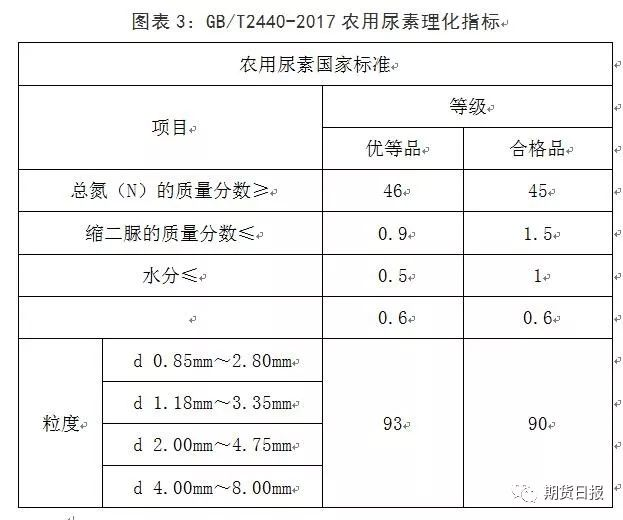 图表 3：GB/T2440-2017 农用尿素理化指标
农用尿素国家标准
项目
等级
优等品
合格品
总氮（N）的质量分数≥
46
45
缩二脲的质量分数≤
0.9
1.5
水分≤
0.5
1
0.6
0.6
粒度
d 0.85mm～2.80mm
d 1.18mm～3.35mm
d 2.00mm～4.75mm
d 4.00mm～8.00mm
93
90
期货日报